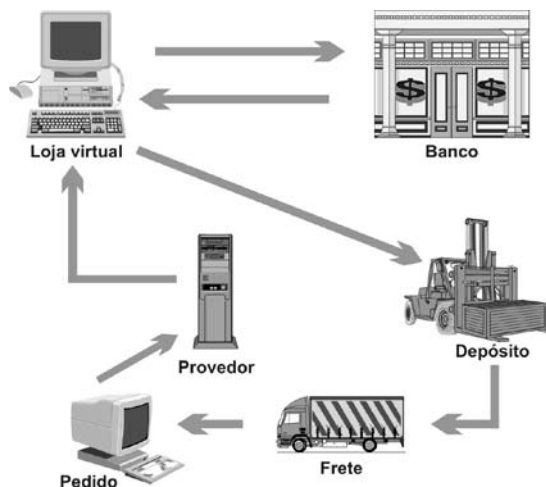 Loja virtual
$
$
Banco
Provedor
Depósito
Pedido
Frete